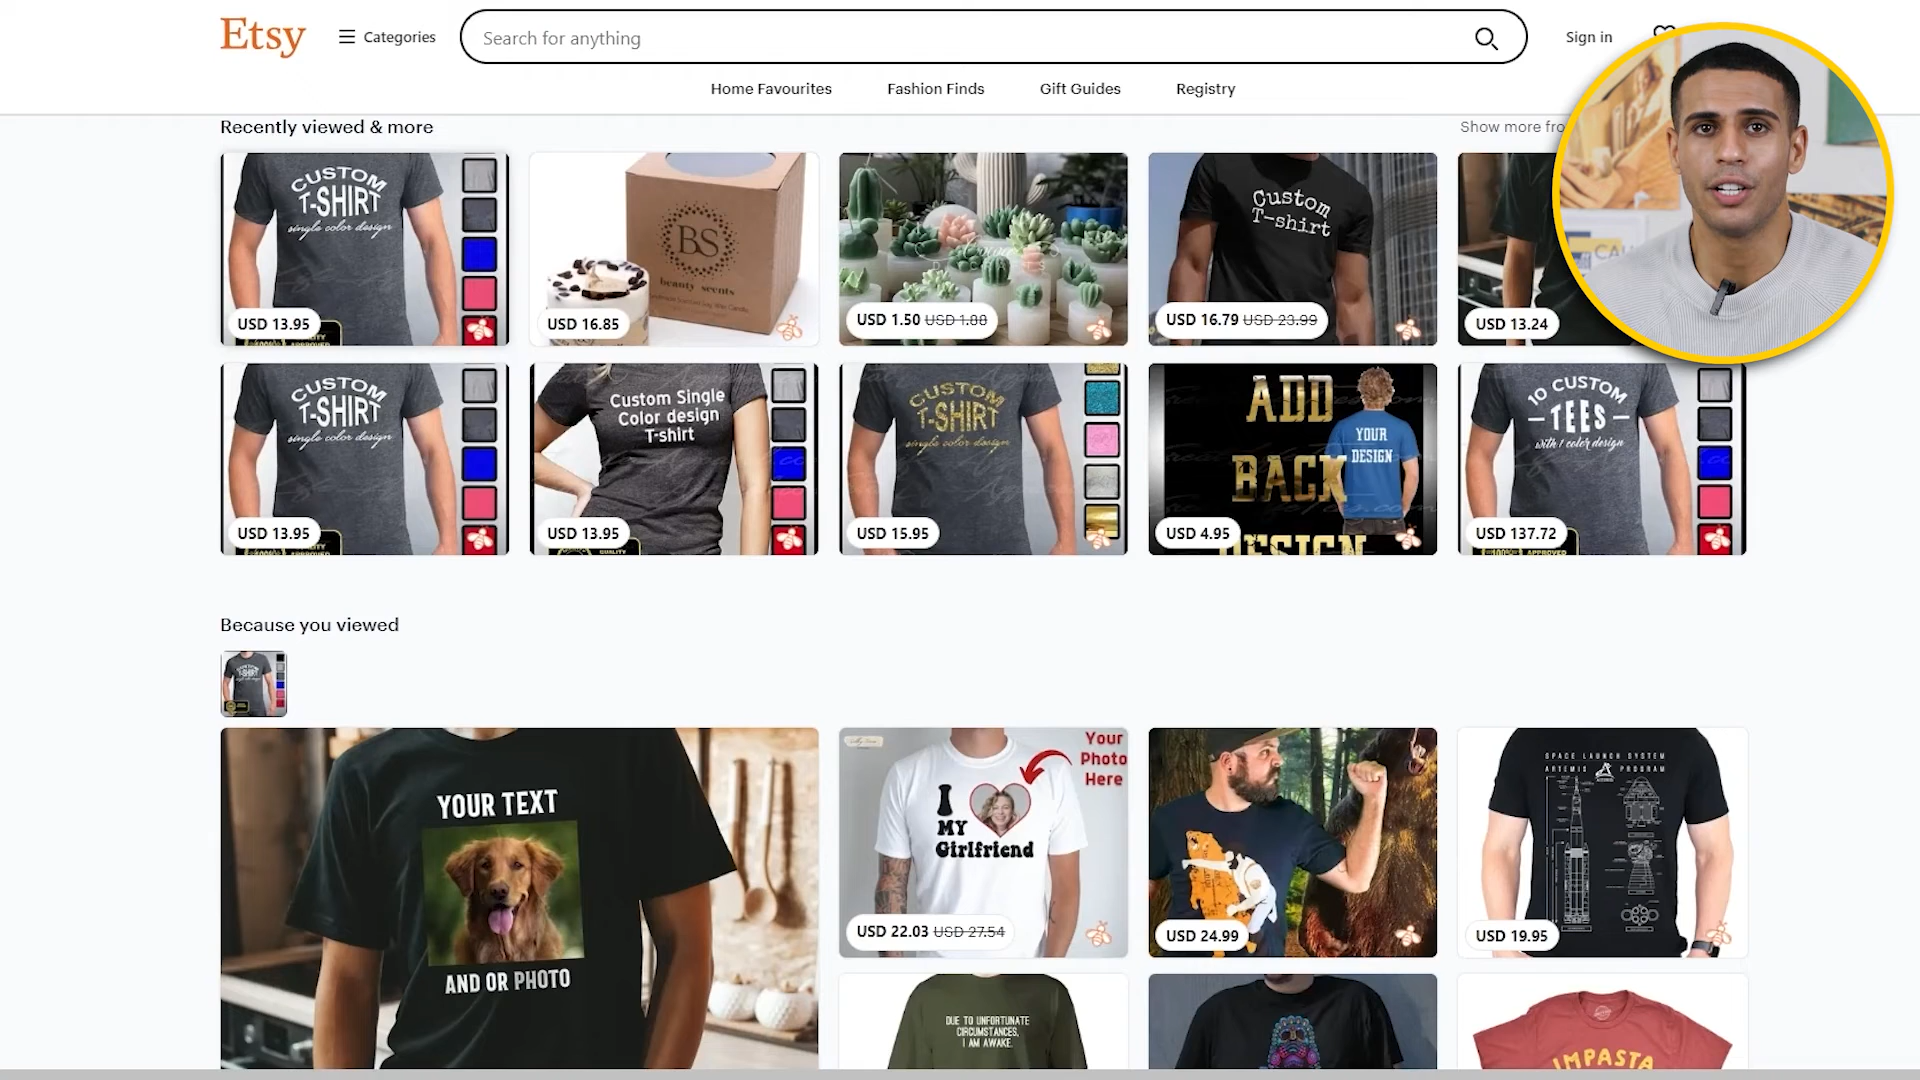 Etsy
Categories
Search for anything
Sign in
Home Favourites
Fashion Finds
Gift Guides
Registry
Recently viewed & more
Show more fro
CUSTOM
T-SHIRT
single color design
USD 13.95
BS
beauty scents
USD 16.85
USD 1.50 USD 1.88
Custom
T-shirt
USD 16.79 USD 23.99
USD 13.24
CUSTOM
T-SHIRT
single color design
USD 13.95
Custom Single
Color design
T-shirt
USD 13.95
CUSTOM
T-SHIRT
single color design
USD 15.95
ADD
BACK
DESIGN
YOUR
DESIGN
USD 4.95
10 CUSTOM
TEES
with 1 color design
USD 137.72
Because you viewed
CUSTOM
T-SHIRT
YOUR TEXT
AND OR PHOTO
Your
Photo
Here
I
MY
Girlfriend
USD 22.03 USD 27.54
USD 24.99
SPACE LAUNCH SYSTEM
ARTEMIS PROGRAM
USD 19.95
DUE TO UNFORTUNATE
CIRCUMSTANCES,
I AM AWAKE.
IMPASTA